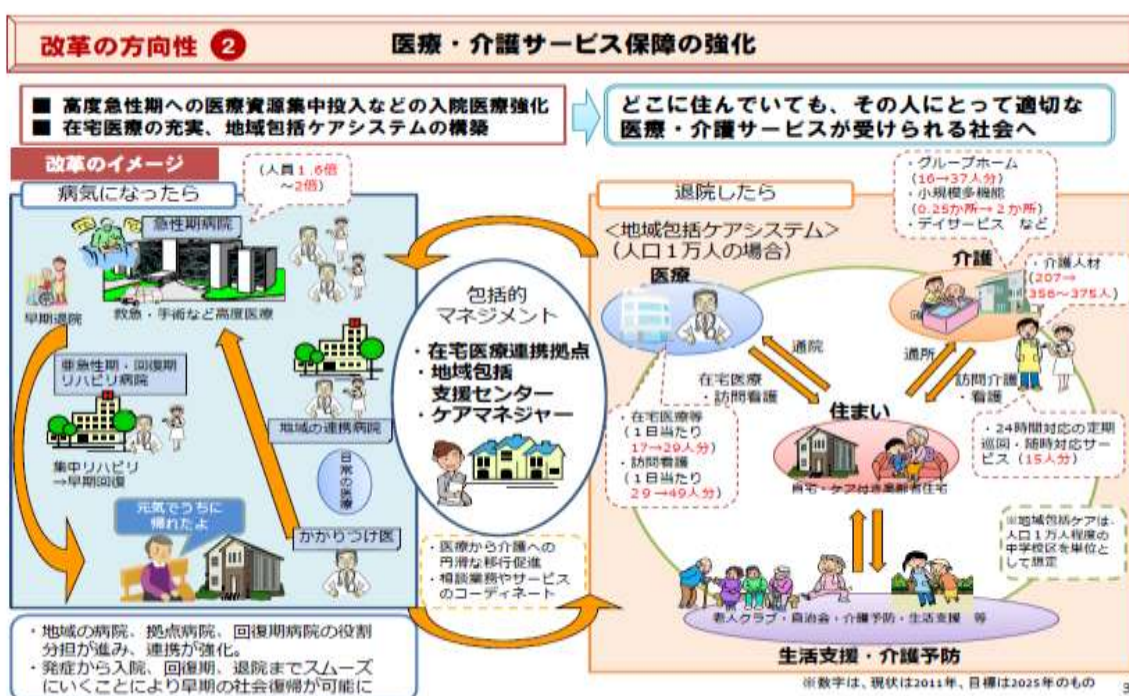 改革の方向性 ②
医療・介護サービス保障の強化
■ 高度急性期への医療資源集中投入などの入院医療強化
■ 在宅医療の充実、地域包括ケアシステムの構築
どこに住んでいても、その人にとって適切な
医療・介護サービスが受けられる社会へ
改革のイメージ
病気になったら
(人員1.6倍
～2倍)
急性期病院
早期退院
救急・手術など高度医療
亜急性期・回復期
リハビリ病院
集中リハビリ
→早期回復
地域の連携病院
日常の医療
元気でうちに
帰れたよ
かかりつけ医
・地域の病院、拠点病院、回復期病院の役割
分担が進み、連携が強化。
・発症から入院、回復期、退院までスムーズ
にいくことにより早期の社会復帰が可能に
包括的
マネジメント
・在宅医療連携拠点
・地域包括
支援センター
・ケアマネジャー
・医療から介護への
円滑な移行促進
・相談業務やサービス
のコーディネート
退院したら
・グループホーム
(16→37人分)
・小規模多機能
(0.25か所→2か所)
・デイサービス など
<地域包括ケアシステム>
(人口1万人の場合)
医療
介護
・介護人材
(207→
356～375人)
通院
通所
在宅医療
・訪問看護
訪問介護
・看護
住まい
・在宅医療等
(1日当たり
17→29人分)
・訪問看護
(1日当たり
29→49人分)
・24時間対応の定期
巡回・随時対応サー
ビス(15人分)
自宅・ケア付き高齢者住宅
※地域包括ケアは、
人口1万人程度の
中学校区を単位と
して想定
老人クラブ・自治会・介護予防・生活支援 等
生活支援・介護予防
※数字は、現状は2011年、目標は2025年のもの
3